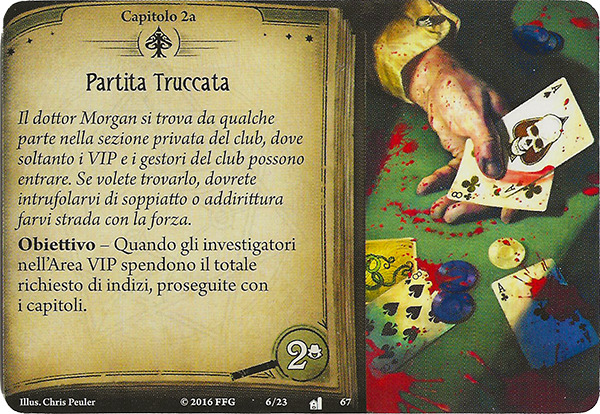 Capitolo 2a
Partita Truccata
Il dottor Morgan si trova da qualche
parte nella sezione privata del club, dove
soltanto i VIP e i gestori del club possono
entrare. Se volete trovarlo, dovrete
intrufolarvi di soppiatto o addirittura
farvi strada con la forza.
Obiettivo – Quando gli investigatori
nell'Area VIP spendono il totale
richiesto di indizi, proseguite con
i capitoli.
2
A
8
A
8
A
Illus. Chris Peuler © 2016 FFG 6/23 67